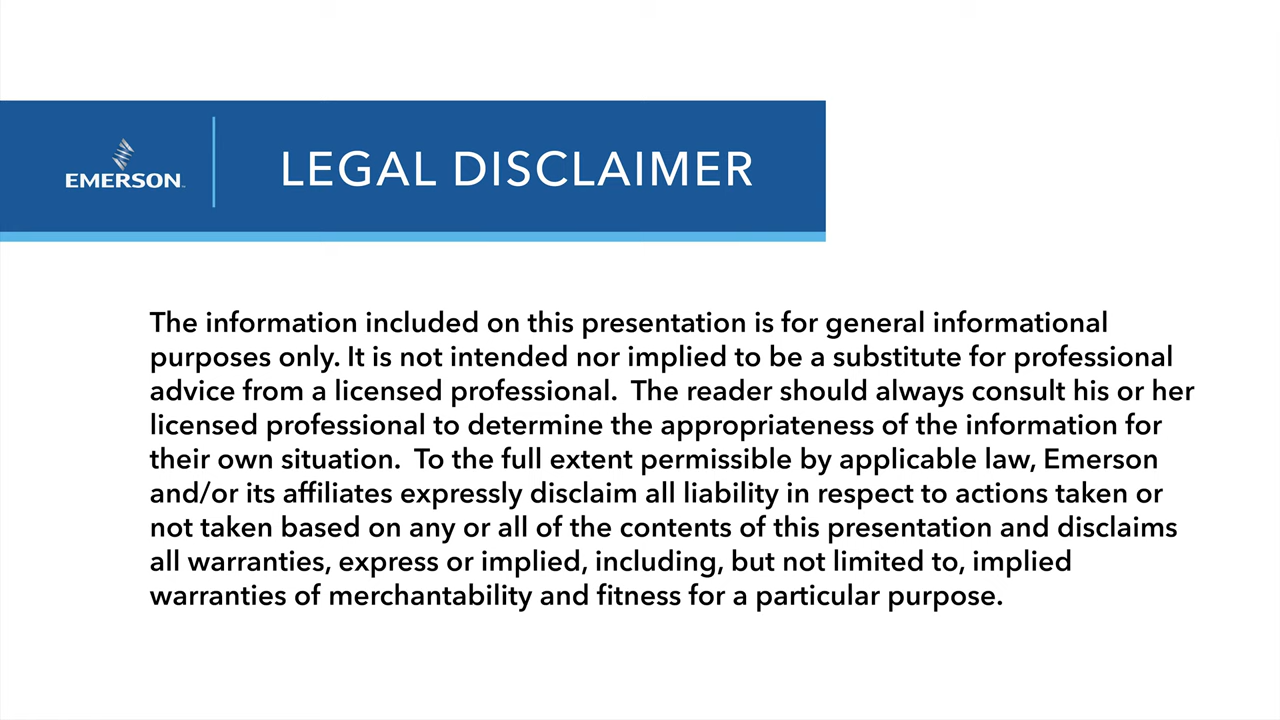 EMERSON
LEGAL DISCLAIMER
The information included on this presentation is for general informational
purposes only. It is not intended nor implied to be a substitute for professional
advice from a licensed professional.  The reader should always consult his or her
licensed professional to determine the appropriateness of the information for
their own situation.  To the full extent permissible by applicable law, Emerson
and/or its affiliates expressly disclaim all liability in respect to actions taken or
not taken based on any or all of the contents of this presentation and disclaims
all warranties, express or implied, including, but not limited to, implied
warranties of merchantability and fitness for a particular purpose.